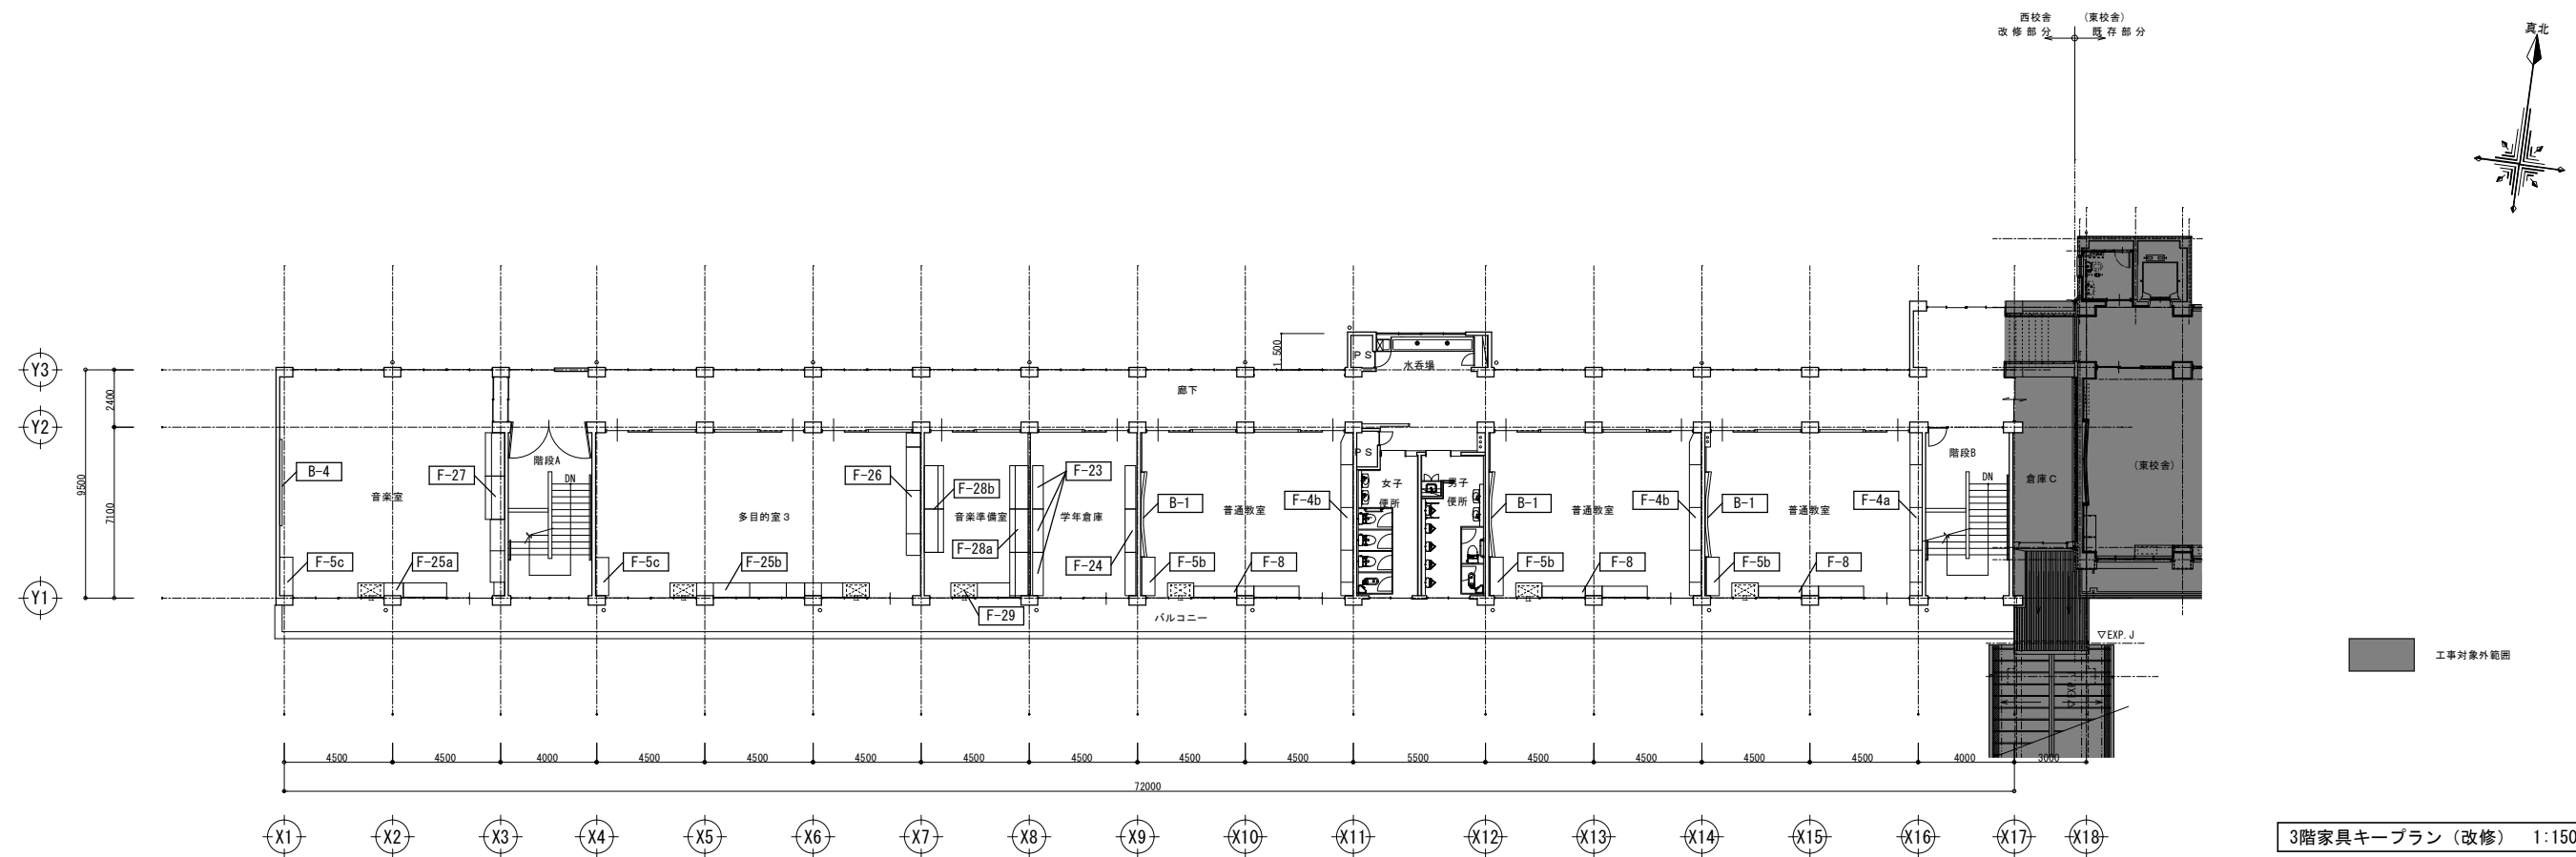 西校舎 (東校舎)
改修部分 既存部分
真北
1,500
PS
水呑場
Y3
2400
廊下
Y2
9500
7100
階段A
DN
B-4
音楽室
F-27
多目的室3
F-26
F-28b
音楽準備室
F-28a
F-23
学年倉庫
F-24
B-1
普通教室
F-4b
PS
女子
便所
男子
便所
B-1
普通教室
F-4b
B-1
普通教室
F-4a
階段B
DN
倉庫C
(東校舎)
F-5c
F-25a
F-5c
F-25b
F-29
F-5b
F-8
F-5b
F-8
F-5b
F-8
Y1
バルコニー
▽EXP.J
▽EXP.J
工事対象外範囲
4500 4500 4000 4500 4500 4500 4500 4500 4500 4500 5500 4500 4500 4500 4500 4000 3000
72000
X1 X2 X3 X4 X5 X6 X7 X8 X9 X10 X11 X12 X13 X14 X15 X16 X17 X18
3階家具キープラン(改修) 1:150